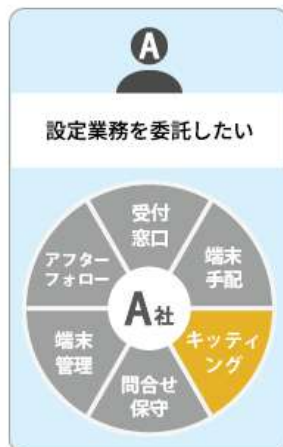 A
設定業務を委託したい
受付
窓口
端末
手配
キッティ
ング
問合せ
保守
端末
管理
アフター
フォロー
A社